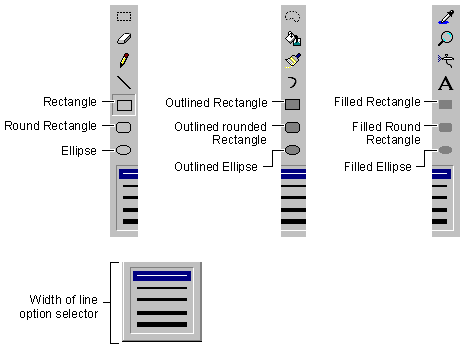 A
Rectangle
Outlined Rectangle
Filled Rectangle
Round Rectangle
Outlined rounded
Rectangle
Filled Round
Rectangle
Ellipse
Outlined Ellipse
Filled Ellipse
Width of line
option selector